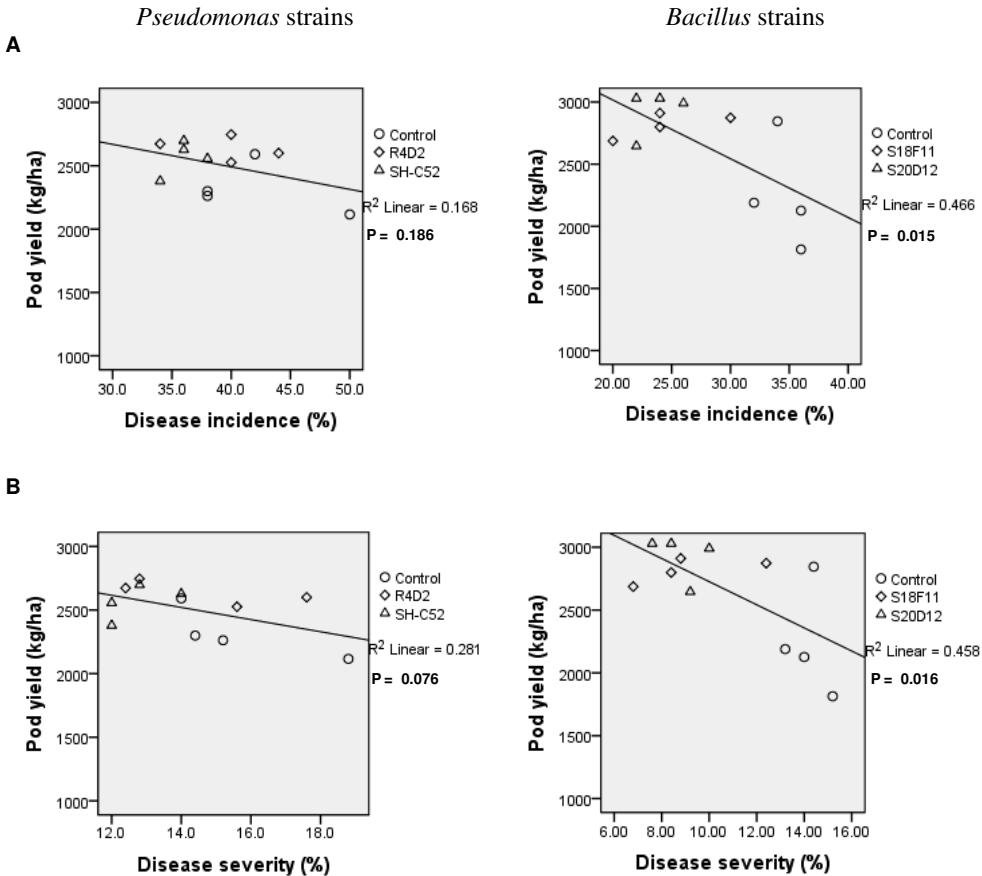 Pseudomonas strains
Bacillus strains
A
3000
2500
2000
1500
1000
Pod yield (kg/ha)
30.0 35.0 40.0 45.0 50.0
Disease incidence (%)
Control
R4D2
SH-C52
R2 Linear = 0.168
P = 0.186
3000
2500
2000
1500
1000
Pod yield (kg/ha)
20.00 25.00 30.00 35.00 40.00
Disease incidence (%)
Control
S18F11
S20D12
R2 Linear = 0.466
P = 0.015
B
3000
2500
2000
1500
1000
Pod yield (kg/ha)
12.0 14.0 16.0 18.0
Disease severity (%)
Control
R4D2
SH-C52
R2 Linear = 0.281
P = 0.076
3000
2500
2000
1500
1000
Pod yield (kg/ha)
6.00 8.00 10.00 12.00 14.00 16.00
Disease severity (%)
Control
S18F11
S20D12
R2 Linear = 0.458
P = 0.016